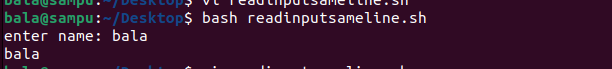 bala@sampu:~/Desktop$ vi readinputsameline.sh
bala@sampu:~/Desktop$ bash readinputsameline.sh
enter name: bala
bala